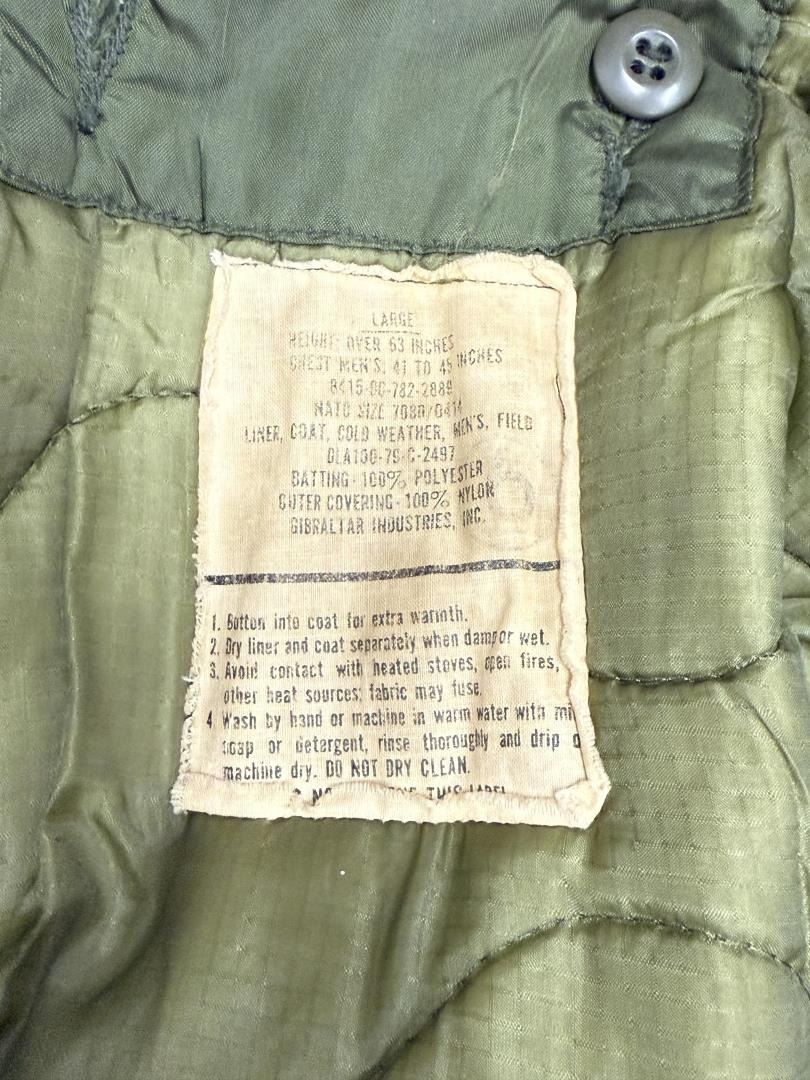 LARGE
HEIGHT: OVER 63 INCHES
CHEST MEN'S, 41 TO 45 INCHES
8415-00-782-2889
NATO SIZE 7080/0414
LINER, COAT, COLD WEATHER, MEN'S, FIELD
DLA100-79-C-2497
BATTING-100% POLYESTER
OUTER COVERING-100% NYLON
GIBRALTAR INDUSTRIES, INC.
1. Button into coat for extra warmth.
2. Dry liner and coat separately when damp or wet.
3. Avoid contact with heated stoves, open fires,
other heat sources; fabric may fuse.
4 Wash by hand or machine in warm water with mi
soap or detergent, rinse thoroughly and drip o
machine dry. DO NOT DRY CLEAN.
THIS LABEL